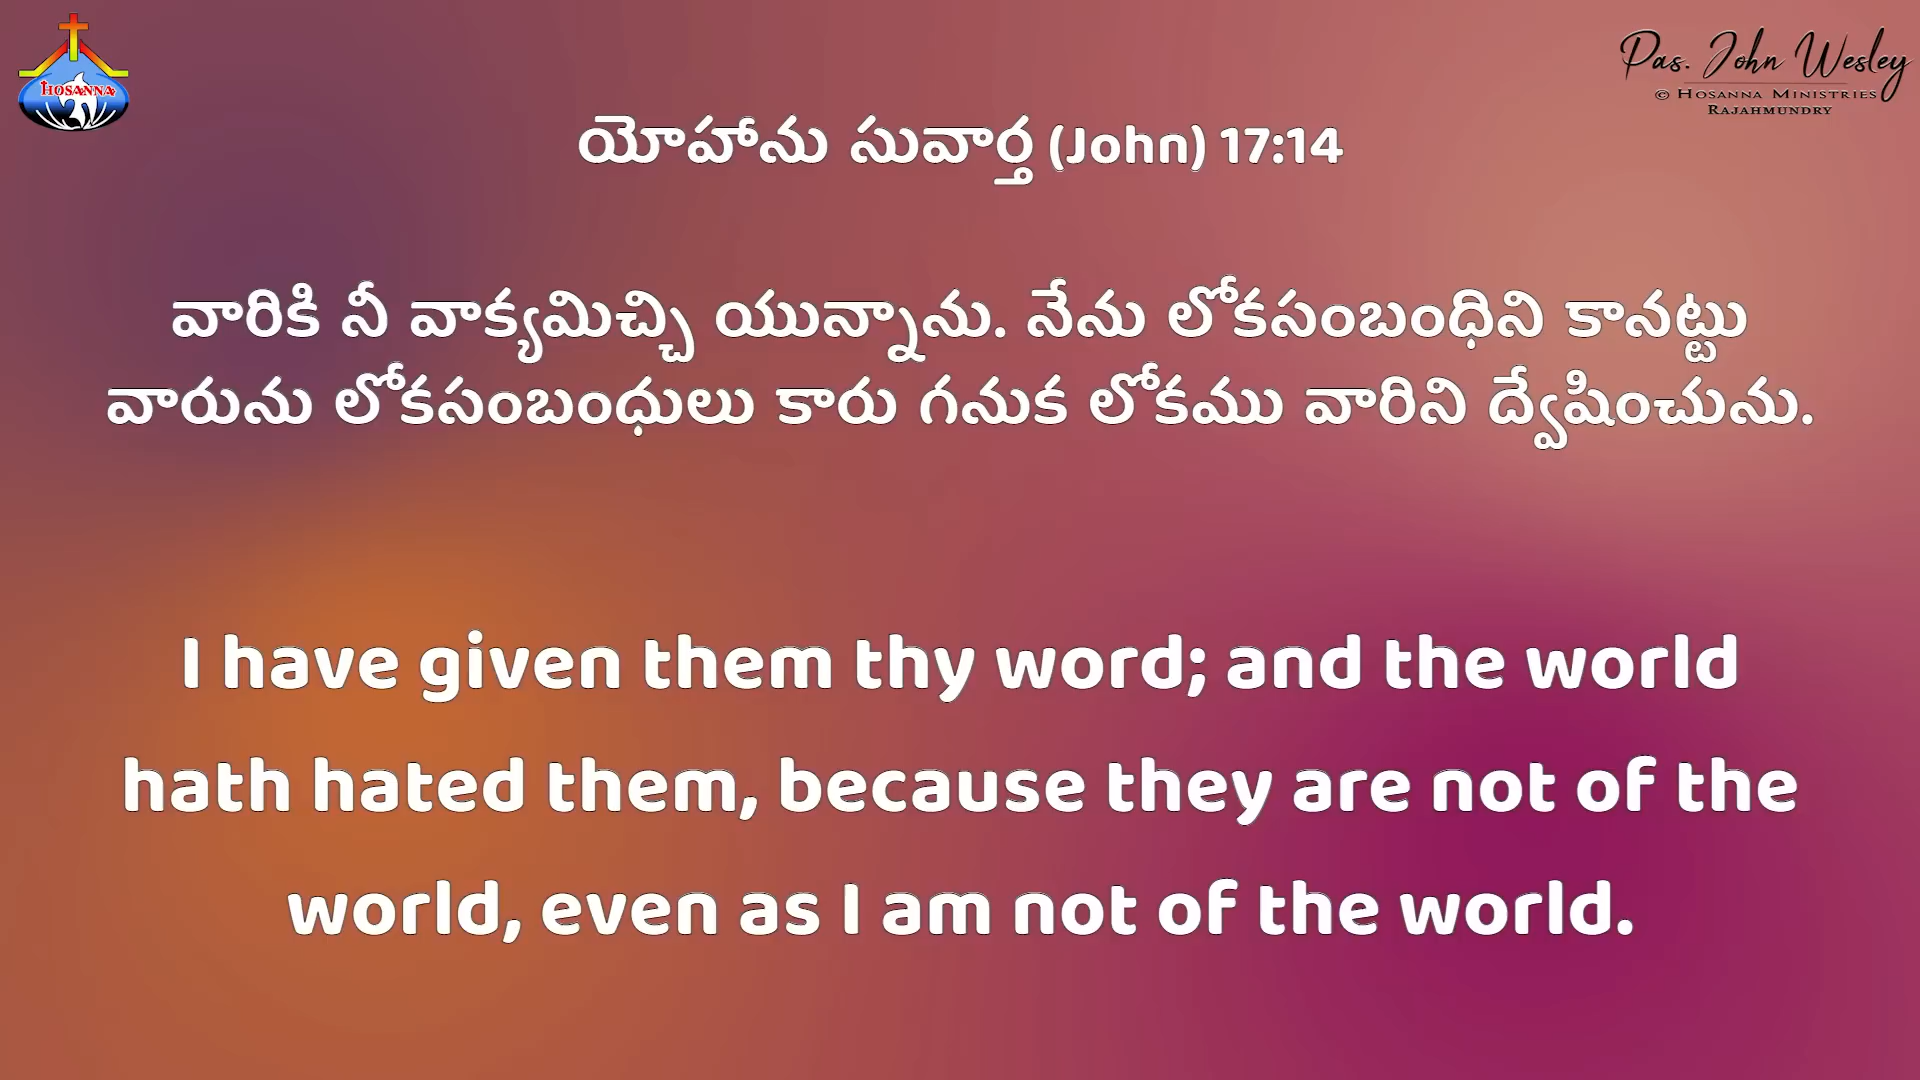 HOSANNA
Pas. John Wesley
© Hosanna Ministries
Rajahmundry
యోహాను సువార్త (John) 17:14
వారికి నీ వాక్యమిచ్చి యున్నాను. నేను లోకసంబంధిని కానట్టు
వారును లోకసంబంధులు కారు గనుక లోకము వారిని ద్వేషించును.
I have given them thy word; and the world
hath hated them, because they are not of the
world, even as I am not of the world.